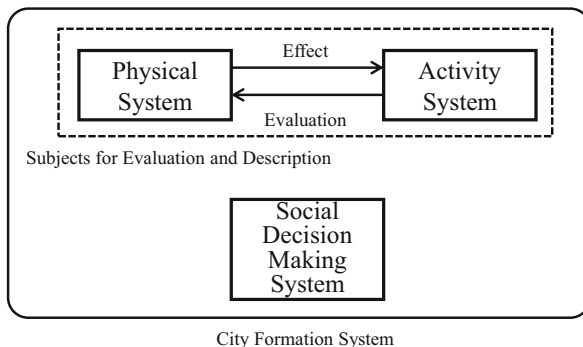 Effect
Physical
System
Activity
System
Evaluation
Subjects for Evaluation and Description
Social
Decision
Making
System
City Formation System